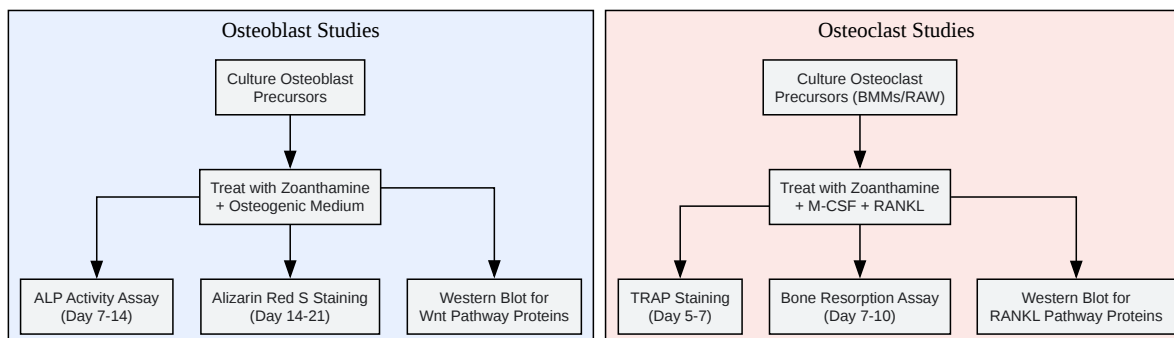 Osteoblast Studies
Culture Osteoblast
Precursors
Treat with Zoanthamine
+ Osteogenic Medium
ALP Activity Assay
(Day 7-14)
Alizarin Red S Staining
(Day 14-21)
Western Blot for
Wnt Pathway Proteins
Osteoclast Studies
Culture Osteoclast
Precursors (BMMs/RAW)
Treat with Zoanthamine
+ M-CSF + RANKL
TRAP Staining
(Day 5-7)
Bone Resorption Assay
(Day 7-10)
Western Blot for
RANKL Pathway Proteins